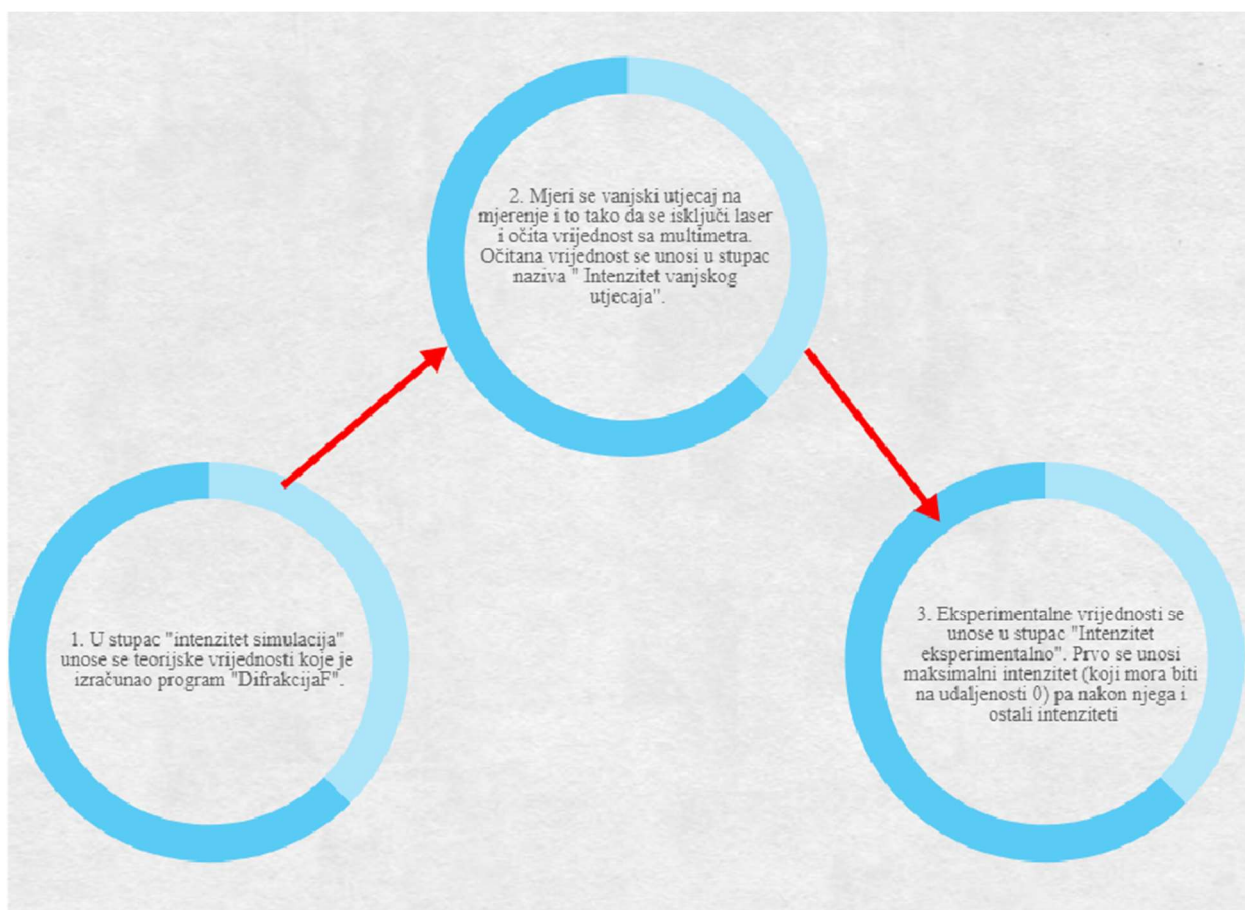 2. Mjeri se vanjski utjecaj na
mjerenje i to tako da se isključi laser
i očita vrijednost sa multimetra.
Očitana vrijednost se unosi u stupac
naziva " Intenzitet vanjskog
utjecaja".
1. U stupac "intenzitet simulacija"
unose se teorijske vrijednosti koje je
izračunao program "DifrakcijaF".
3. Eksperimentalne vrijednosti se
unose u stupac "Intenzitet
eksperimentalno". Prvo se unosi
maksimalni intenzitet (koji mora biti
na udaljenosti 0) pa nakon njega i
ostali intenziteti